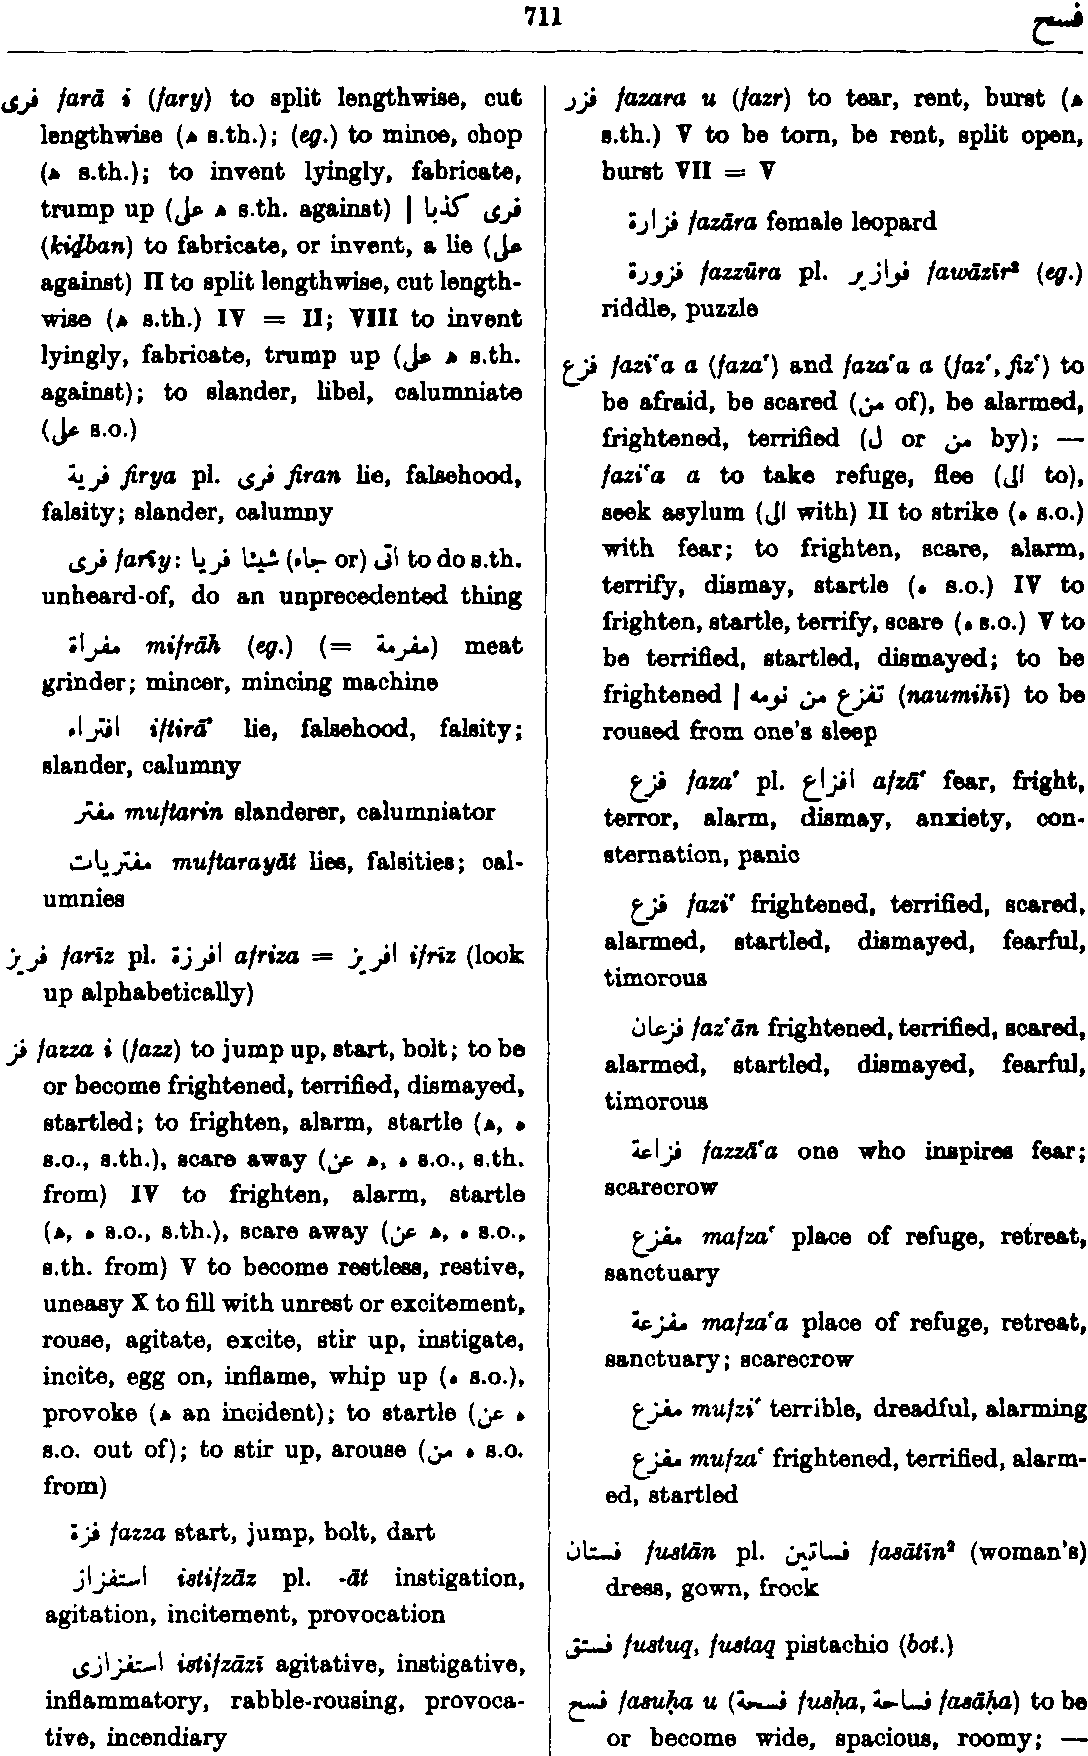 711
فسح
فرى farā i (fary) to split lengthwise, cut
lengthwise (ه s.th.); (eg.) to mince, chop
(ه s.th.); to invent lyingly, fabricate,
trump up (ه على s.th. against) | فرى كذبا
(kiḏban) to fabricate, or invent, a lie (على
against) II to split lengthwise, cut length-
wise (ه s.th.) IV = II; VIII to invent
lyingly, fabricate, trump up (ه على s.th.
against); to slander, libel, calumniate
(على s.o.)
فرية firya pl. فرى firan lie, falsehood,
falsity; slander, calumny
فرى farīy: اتى (or جاء) شيئا فريا to do s.th.
unheard-of, do an unprecedented thing
مفراة mifrāh (eg.) (= مفرمة) meat
grinder; mincer, mincing machine
افتراء iftirā’ lie, falsehood, falsity;
slander, calumny
مفتر muftarin slanderer, calumniator
مفتريات muftarayāt lies, falsities; cal-
umnies
فريز farīz pl. افرزة afriza = افريز ifrīz (look
up alphabetically)
فز fazza i (fazz) to jump up, start, bolt; to be
or become frightened, terrified, dismayed,
startled; to frighten, alarm, startle (ه, ه
s.o., s.th.), scare away (ه, ه عن s.o., s.th.
from) IV to frighten, alarm, startle
(ه, ه s.o., s.th.), scare away (ه, ه عن s.o.,
s.th. from) V to become restless, restive,
uneasy X to fill with unrest or excitement,
rouse, agitate, excite, stir up, instigate,
incite, egg on, inflame, whip up (ه s.o.),
provoke (ه an incident); to startle (ه عن
s.o. out of); to stir up, arouse (ه من s.o.
from)
فزة fazza start, jump, bolt, dart
استفزاز istifzāz pl. -āt instigation,
agitation, incitement, provocation
استفزازى istifzāzī agitative, instigative,
inflammatory, rabble-rousing, provoca-
tive, incendiary
فزر fazara u (fazr) to tear, rent, burst (ه
s.th.) V to be torn, be rent, split open,
burst VII = V
فزارة fazāra female leopard
فزورة fazzūra pl. فوازير fawāzīr² (eg.)
riddle, puzzle
فزع fazi‘a a (faza‘) and faza‘a a (faz‘, fiz‘) to
be afraid, be scared (من of), be alarmed,
frightened, terrified (ل or من by); —
fazi‘a a to take refuge, flee (الى to),
seek asylum (الى with) II to strike (ه s.o.)
with fear; to frighten, scare, alarm,
terrify, dismay, startle (ه s.o.) IV to
frighten, startle, terrify, scare (ه s.o.) V to
be terrified, startled, dismayed; to be
frightened | تفزع من نومه (naumihī) to be
roused from one's sleep
فزع faza‘ pl. افزاع afzā‘ fear, fright,
terror, alarm, dismay, anxiety, con-
sternation, panic
فزع fazi‘ frightened, terrified, scared,
alarmed, startled, dismayed, fearful,
timorous
فزعان faz‘ān frightened, terrified, scared,
alarmed, startled, dismayed, fearful,
timorous
فزاعة fazzā‘a one who inspires fear;
scarecrow
مفزع mafza‘ place of refuge, retreat,
sanctuary
مفزعة mafza‘a place of refuge, retreat,
sanctuary; scarecrow
مفزع mufzi‘ terrible, dreadful, alarming
مفزع mufza‘ frightened, terrified, alarm-
ed, startled
فستان fustān pl. فساتين fasātīn² (woman's)
dress, gown, frock
فستق fustuq, fustaq pistachio (bot.)
فسح fasuḥa u (فسحة fusḥa, فساحة fasāḥa) to be
or become wide, spacious, roomy; —